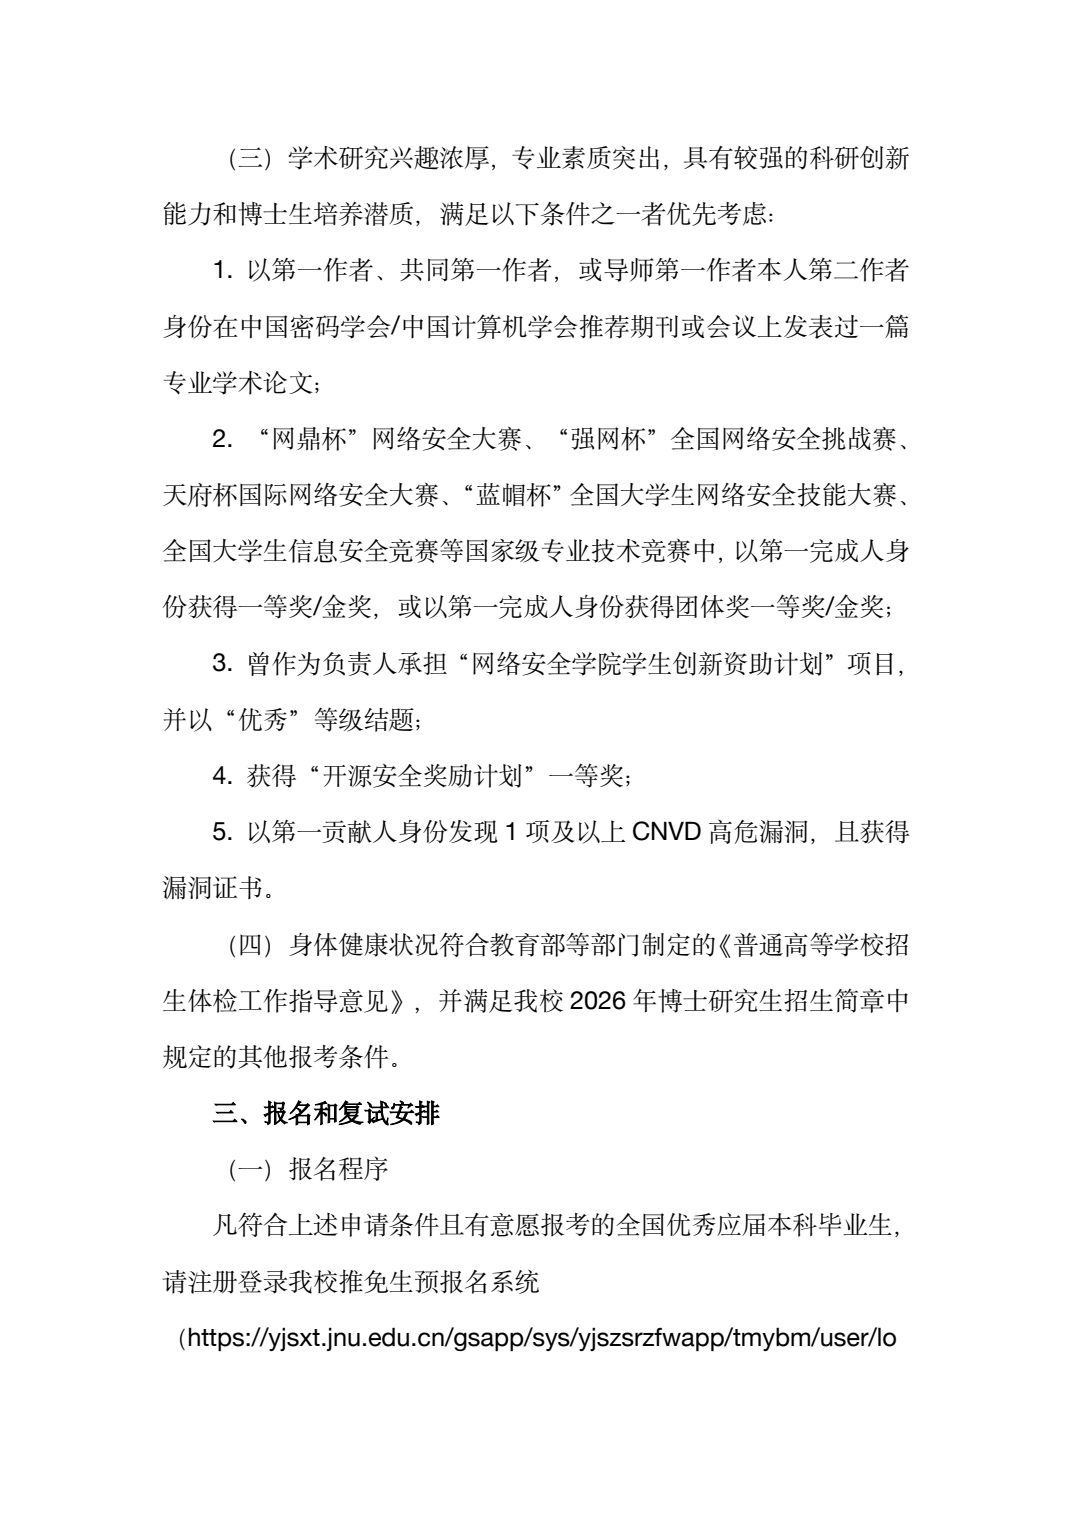 （三）学术研究兴趣浓厚，专业素质突出，具有较强的科研创新
能力和博士生培养潜质，满足以下条件之一者优先考虑：
1. 以第一作者、共同第一作者，或导师第一作者本人第二作者
身份在中国密码学会/中国计算机学会推荐期刊或会议上发表过一篇
专业学术论文；
2. “网鼎杯”网络安全大赛、“强网杯”全国网络安全挑战赛、
天府杯国际网络安全大赛、“蓝帽杯”全国大学生网络安全技能大赛、
全国大学生信息安全竞赛等国家级专业技术竞赛中，以第一完成人身
份获得一等奖/金奖，或以第一完成人身份获得团体奖一等奖/金奖；
3. 曾作为负责人承担“网络安全学院学生创新资助计划”项目，
并以“优秀”等级结题；
4. 获得“开源安全奖励计划”一等奖；
5. 以第一贡献人身份发现 1 项及以上 CNVD 高危漏洞，且获得
漏洞证书。
（四）身体健康状况符合教育部等部门制定的《普通高等学校招
生体检工作指导意见》，并满足我校 2026 年博士研究生招生简章中
规定的其他报考条件。
三、报名和复试安排
（一）报名程序
凡符合上述申请条件且有意愿报考的全国优秀应届本科毕业生，
请注册登录我校推免生预报名系统
（https://yjsxt.jnu.edu.cn/gsapp/sys/yjszsrzfwapp/tmybm/user/lo